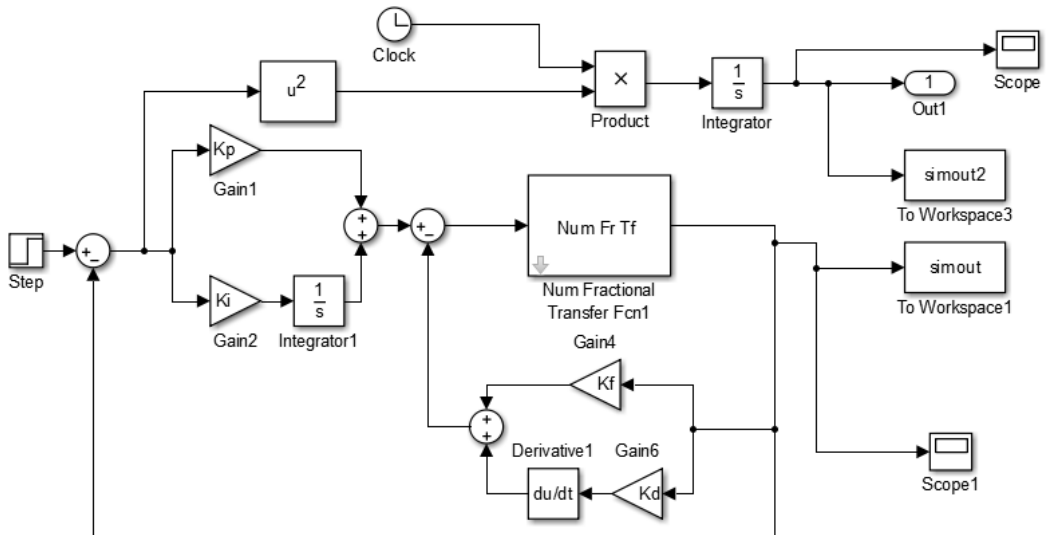 Clock
u2
×
Product
1
s
Integrator
Scope
1
Out1
Kp
Gain1
simout2
To Workspace3
Num Fr Tf
Num Fractional
Transfer Fcn1
+
+
+−
+−
Step
Ki
Gain2
1
s
Integrator1
simout
To Workspace1
Gain4
Kf
+
+
Derivative1
Gain6
du/dt
Kd
Scope1